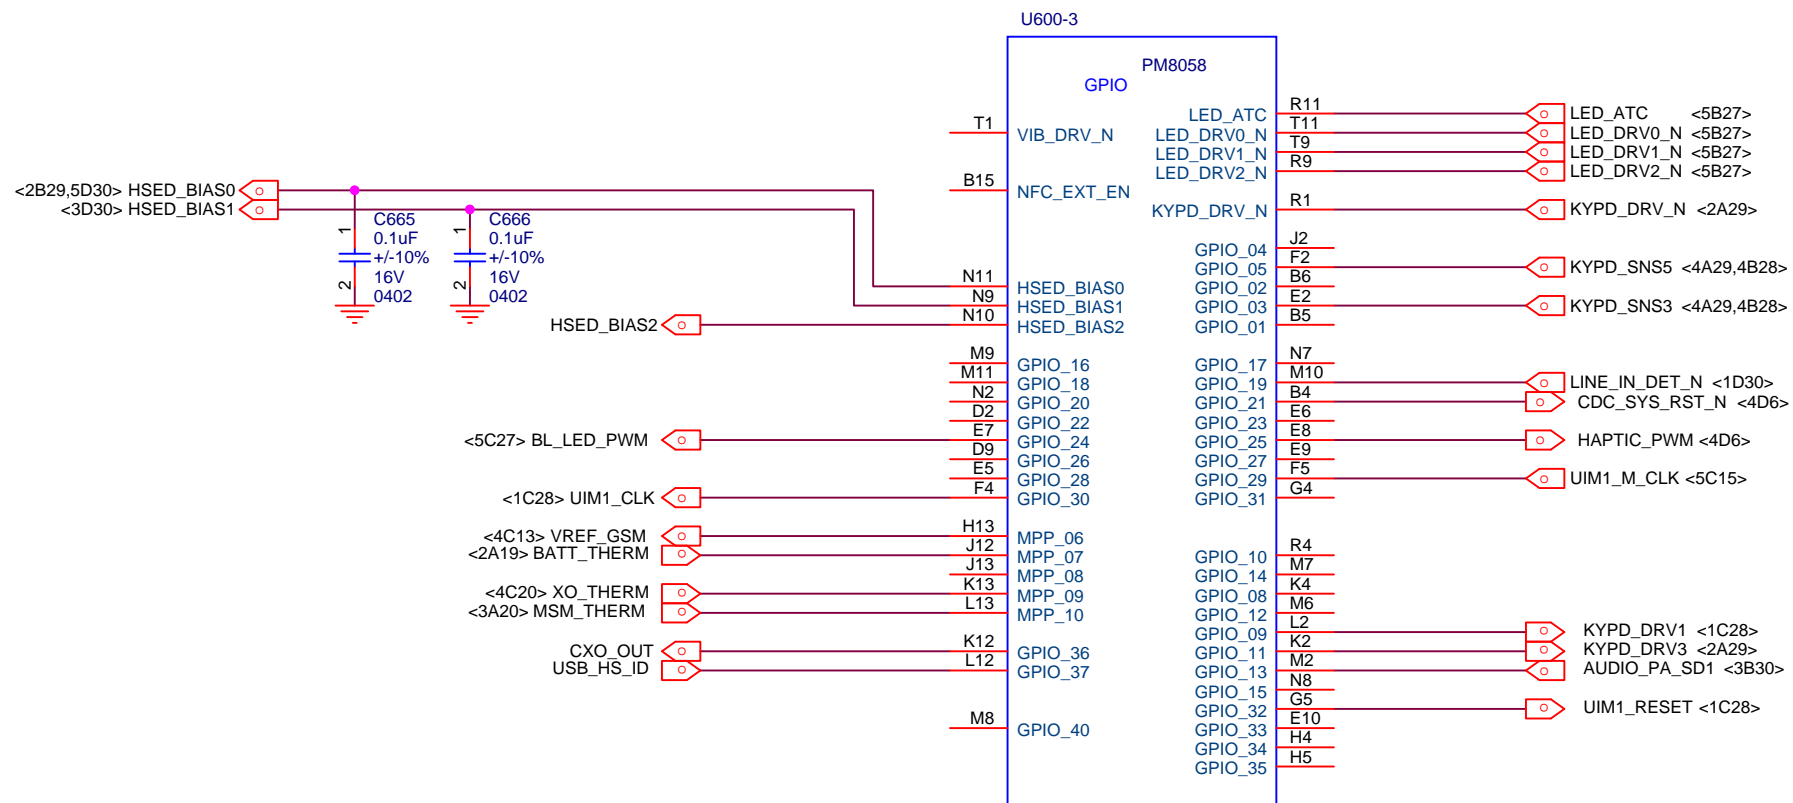 U600-3
PM8058
GPIO
T1 VIB_DRV_N
B15 NFC_EXT_EN
<2B29,5D30> HSED_BIAS0
<3D30> HSED_BIAS1
1
C665
0.1uF
+/-10%
16V
0402
2
1
C666
0.1uF
+/-10%
16V
0402
2
N11 HSED_BIAS0
N9 HSED_BIAS1
HSED_BIAS2 N10 HSED_BIAS2
M9 GPIO_16
M11 GPIO_18
N2 GPIO_20
D2 GPIO_22
<5C27> BL_LED_PWM E7 GPIO_24
D9 GPIO_26
E5 GPIO_28
<1C28> UIM1_CLK F4 GPIO_30
<4C13> VREF_GSM H13 MPP_06
<2A19> BATT_THERM J12 MPP_07
J13 MPP_08
<4C20> XO_THERM K13 MPP_09
<3A20> MSM_THERM L13 MPP_10
CXO_OUT K12 GPIO_36
USB_HS_ID L12 GPIO_37
M8 GPIO_40
LED_ATC R11 LED_ATC <5B27>
LED_DRV0_N T11 LED_DRV0_N <5B27>
LED_DRV1_N T9 LED_DRV1_N <5B27>
LED_DRV2_N R9 LED_DRV2_N <5B27>
KYPD_DRV_N R1 KYPD_DRV_N <2A29>
GPIO_04 J2
GPIO_05 F2 KYPD_SNS5 <4A29,4B28>
GPIO_02 B6
GPIO_03 E2 KYPD_SNS3 <4A29,4B28>
GPIO_01 B5
GPIO_17 N7
GPIO_19 M10 LINE_IN_DET_N <1D30>
GPIO_21 B4 CDC_SYS_RST_N <4D6>
GPIO_23 E6
GPIO_25 E8 HAPTIC_PWM <4D6>
GPIO_27 E9
GPIO_29 F5 UIM1_M_CLK <5C15>
GPIO_31 G4
GPIO_10 R4
GPIO_14 M7
GPIO_08 K4
GPIO_12 M6
GPIO_09 L2 KYPD_DRV1 <1C28>
GPIO_11 K2 KYPD_DRV3 <2A29>
GPIO_13 M2 AUDIO_PA_SD1 <3B30>
GPIO_15 N8
GPIO_32 G5 UIM1_RESET <1C28>
GPIO_33 E10
GPIO_34 H4
GPIO_35 H5